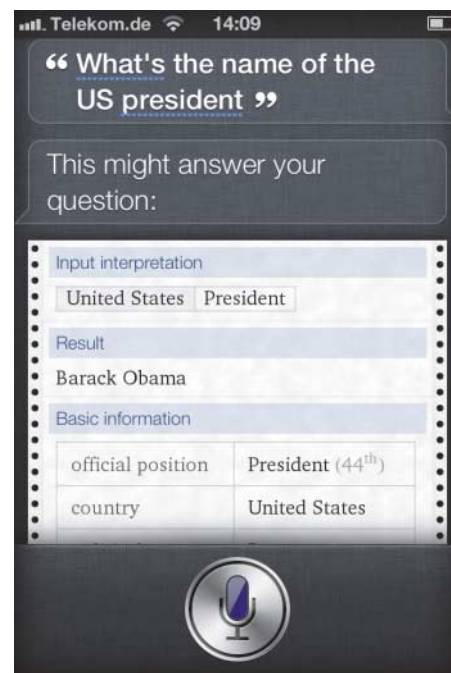 Telekom.de 14:09
“ What's the name of the
US president ”
This might answer your
question:
Input interpretation
United States President
Result
Barack Obama
Basic information
official position President (44th)
country United States